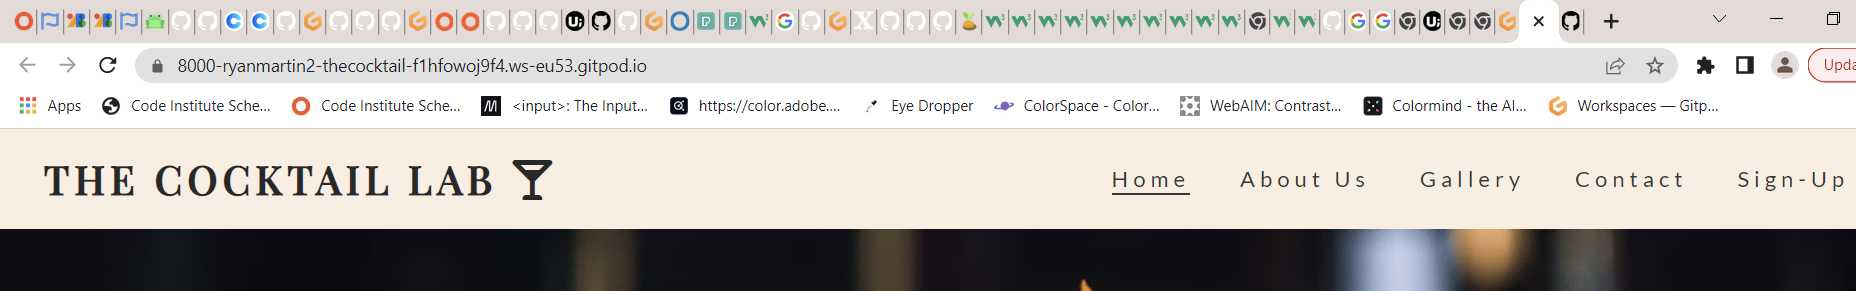 8000-ryanmartin2-thecocktail-f1hfowoj9f4.ws-eu53.gitpod.io
Upda
Apps Code Institute Sche... Code Institute Sche... <input>: The Input... https://color.adobe.... Eye Dropper ColorSpace - Color... WebAIM: Contrast... Colormind - the AI... Workspaces — Gitp...
THE COCKTAIL LAB Home About Us Gallery Contact Sign-Up